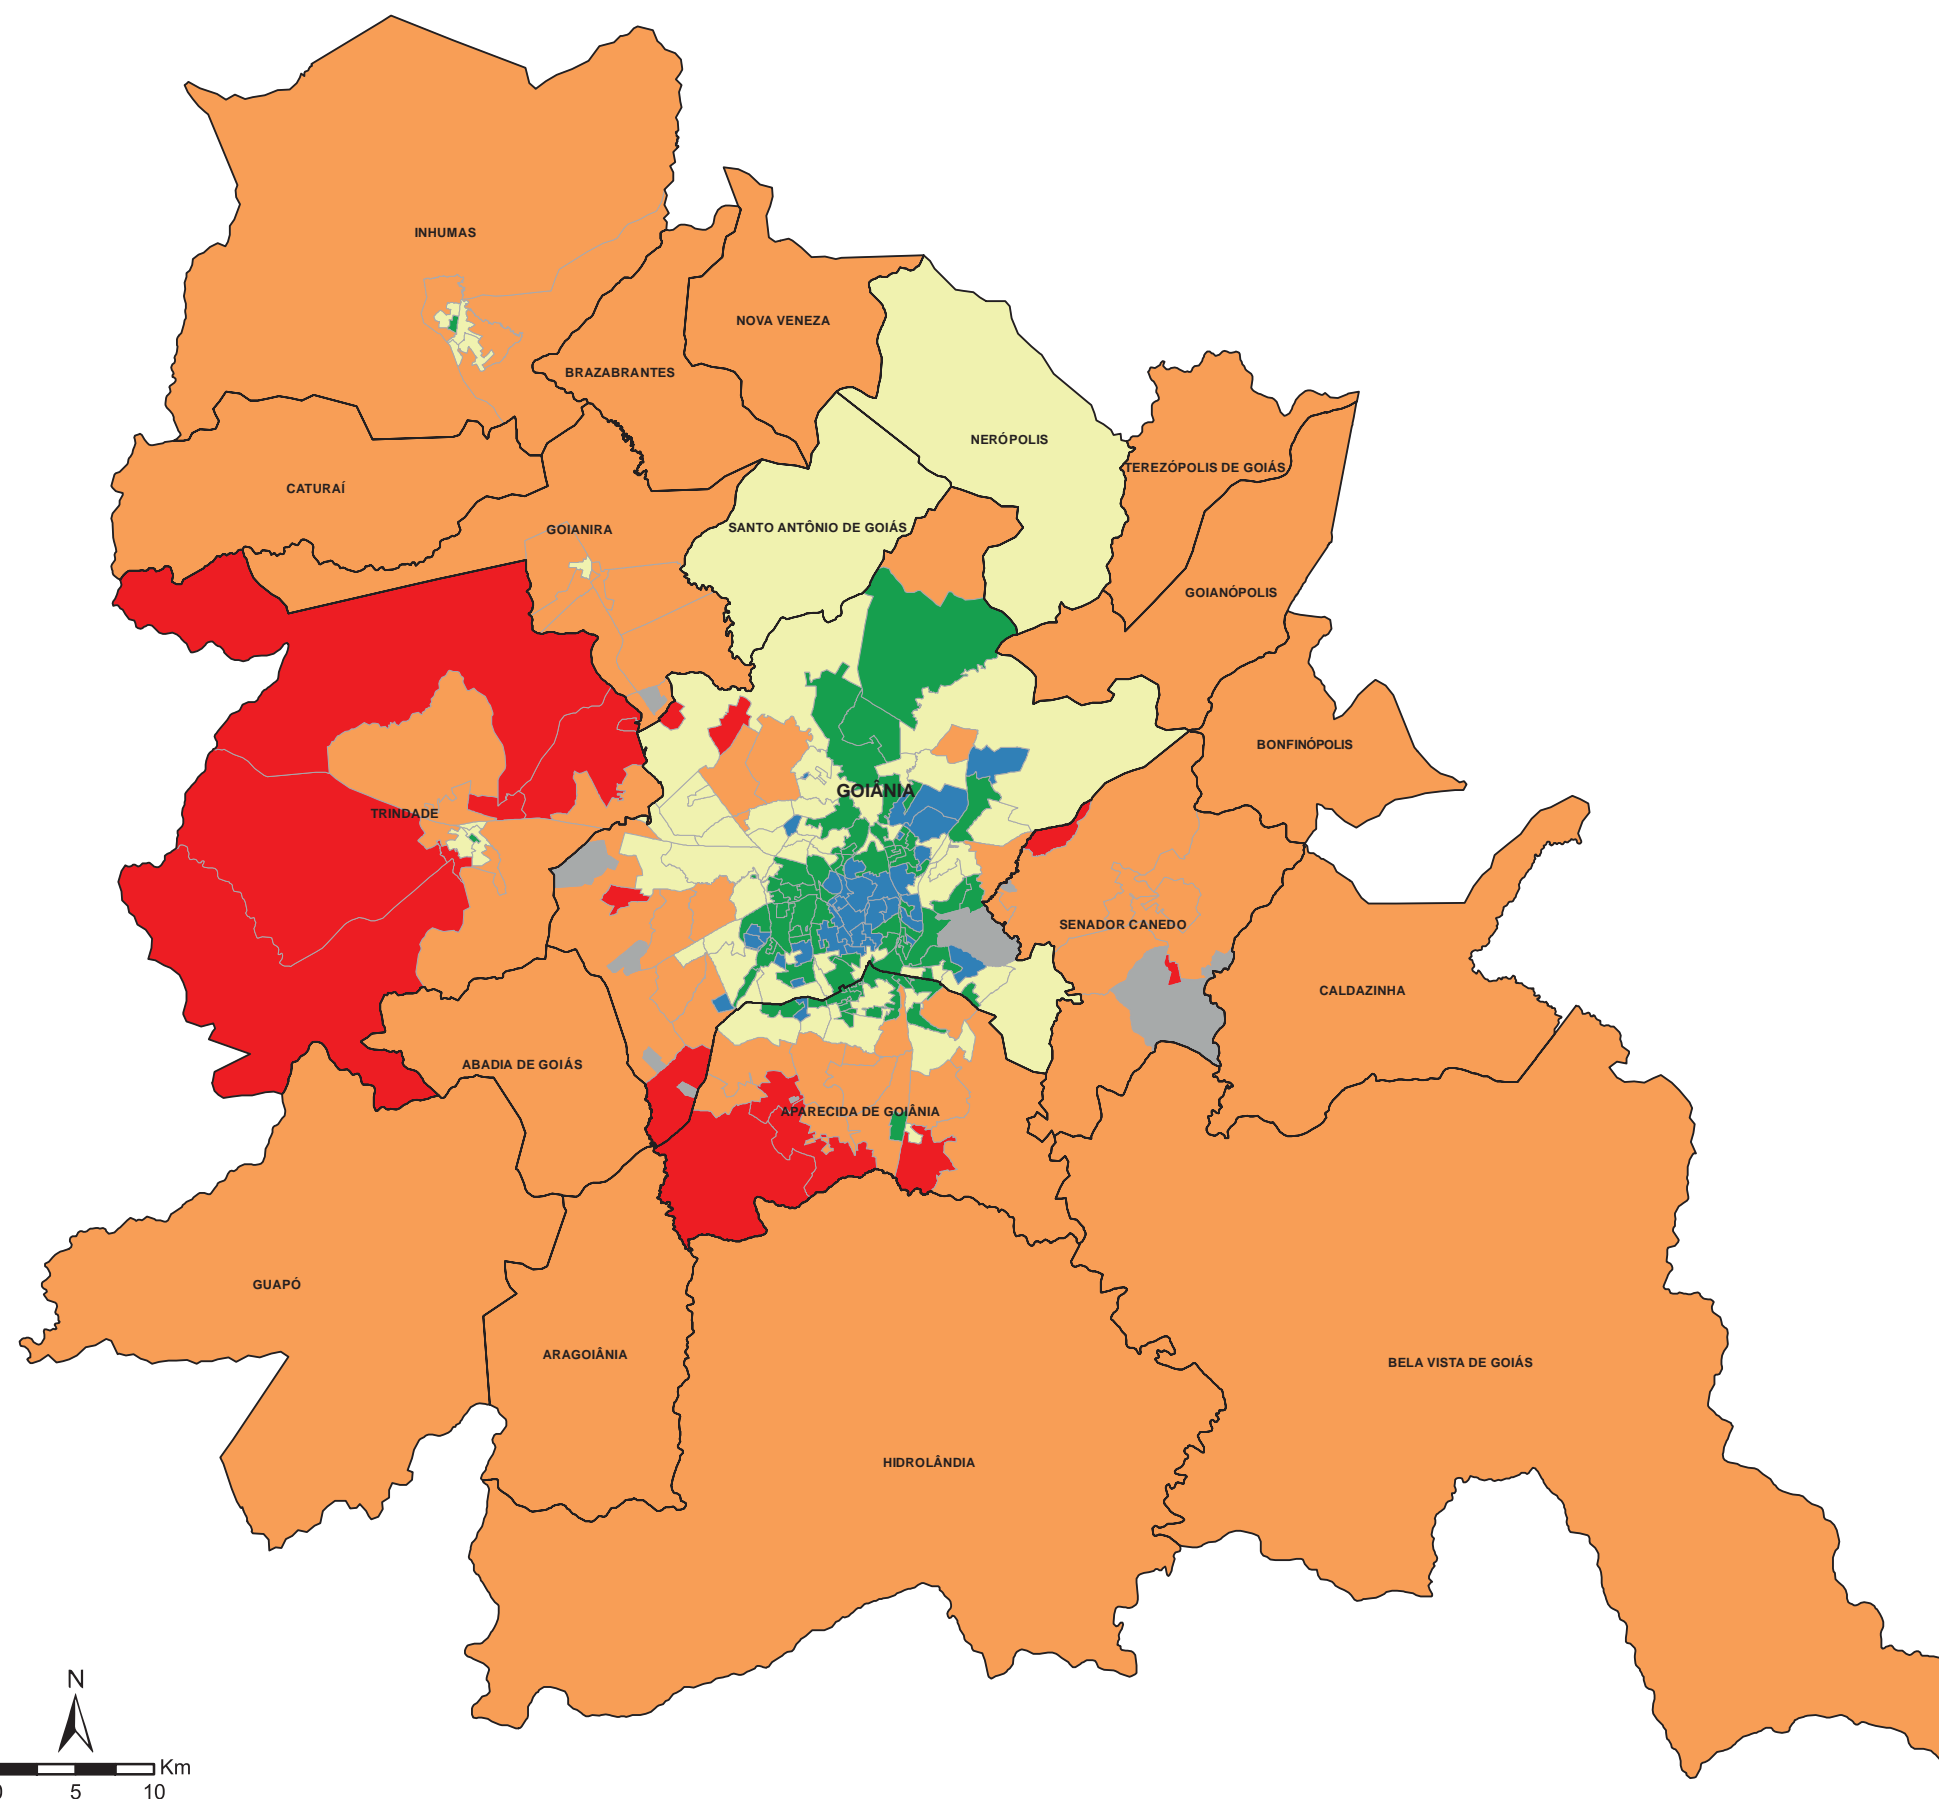 INHUMAS
NOVA VENEZA
BRAZABRANTES
NERÓPOLIS
TEREZÓPOLIS DE GOIÁS
CATURAÍ
GOIANIRA
SANTO ANTÔNIO DE GOIÁS
GOIANÓPOLIS
BONFINÓPOLIS
GOIÂNIA
TRINDADE
SENADOR CANEDO
CALDAZINHA
ABADIA DE GOIÁS
APARECIDA DE GOIÂNIA
GUAPÓ
ARAGOIÂNIA
BELA VISTA DE GOIÁS
HIDROLÂNDIA
N
Km
0 5 10